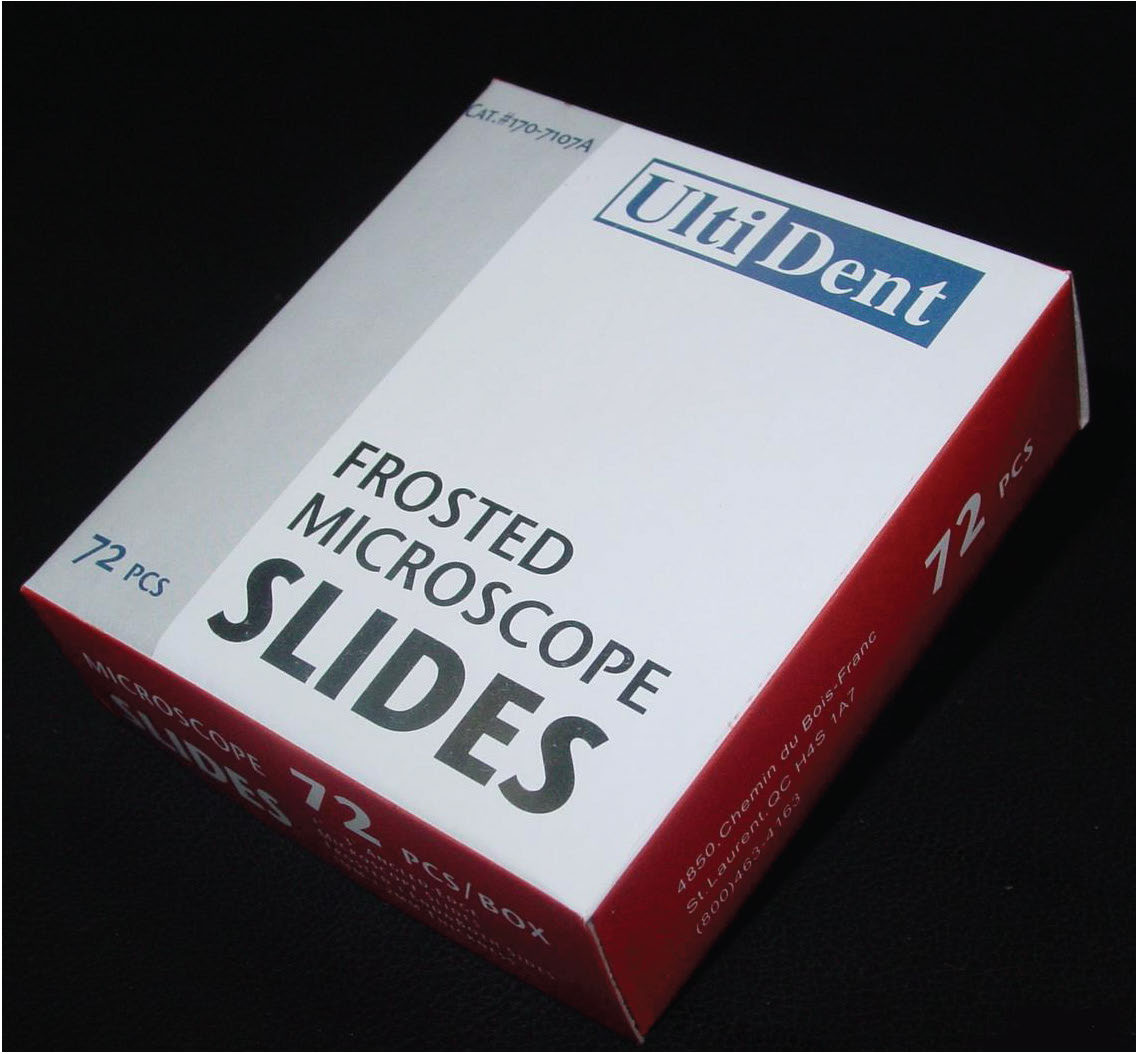 CAT.#170-7107A
UltiDent
FROSTED
MICROSCOPE
SLIDES
72 PCS
MICROSCOPE
SLIDES
72 PCS/BOX
72 PCS
4850, Chemin du Bois-Franc
St. Laurent, QC H4S 1A7
(800)463-4163